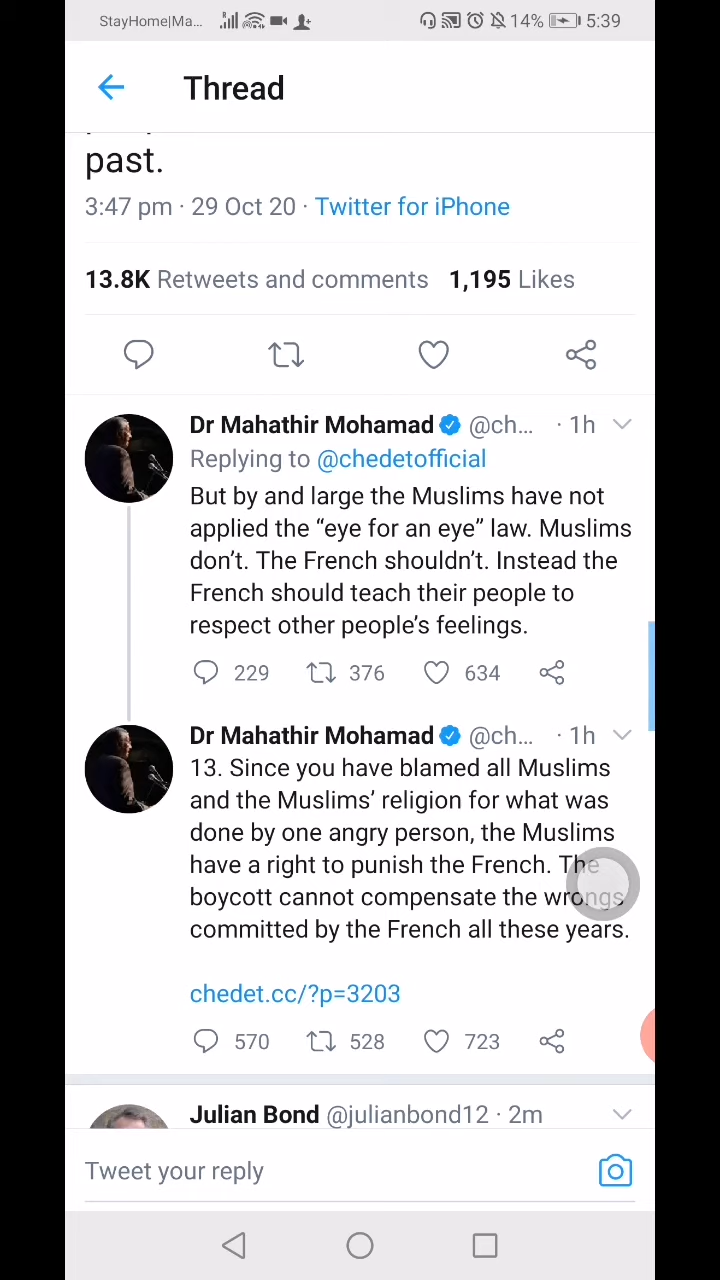 StayHome|Ma... 14% 5:39
Thread
past.
3:47 pm · 29 Oct 20 · Twitter for iPhone
13.8K Retweets and comments 1,195 Likes
Dr Mahathir Mohamad @ch... · 1h
Replying to @chedetofficial
But by and large the Muslims have not
applied the “eye for an eye” law. Muslims
don’t. The French shouldn’t. Instead the
French should teach their people to
respect other people’s feelings.
229 376 634
Dr Mahathir Mohamad @ch... · 1h
13. Since you have blamed all Muslims
and the Muslims’ religion for what was
done by one angry person, the Muslims
have a right to punish the French. The
boycott cannot compensate the wrongs
committed by the French all these years.
chedet.cc/?p=3203
570 528 723
Julian Bond @julianbond12 · 2m
Tweet your reply